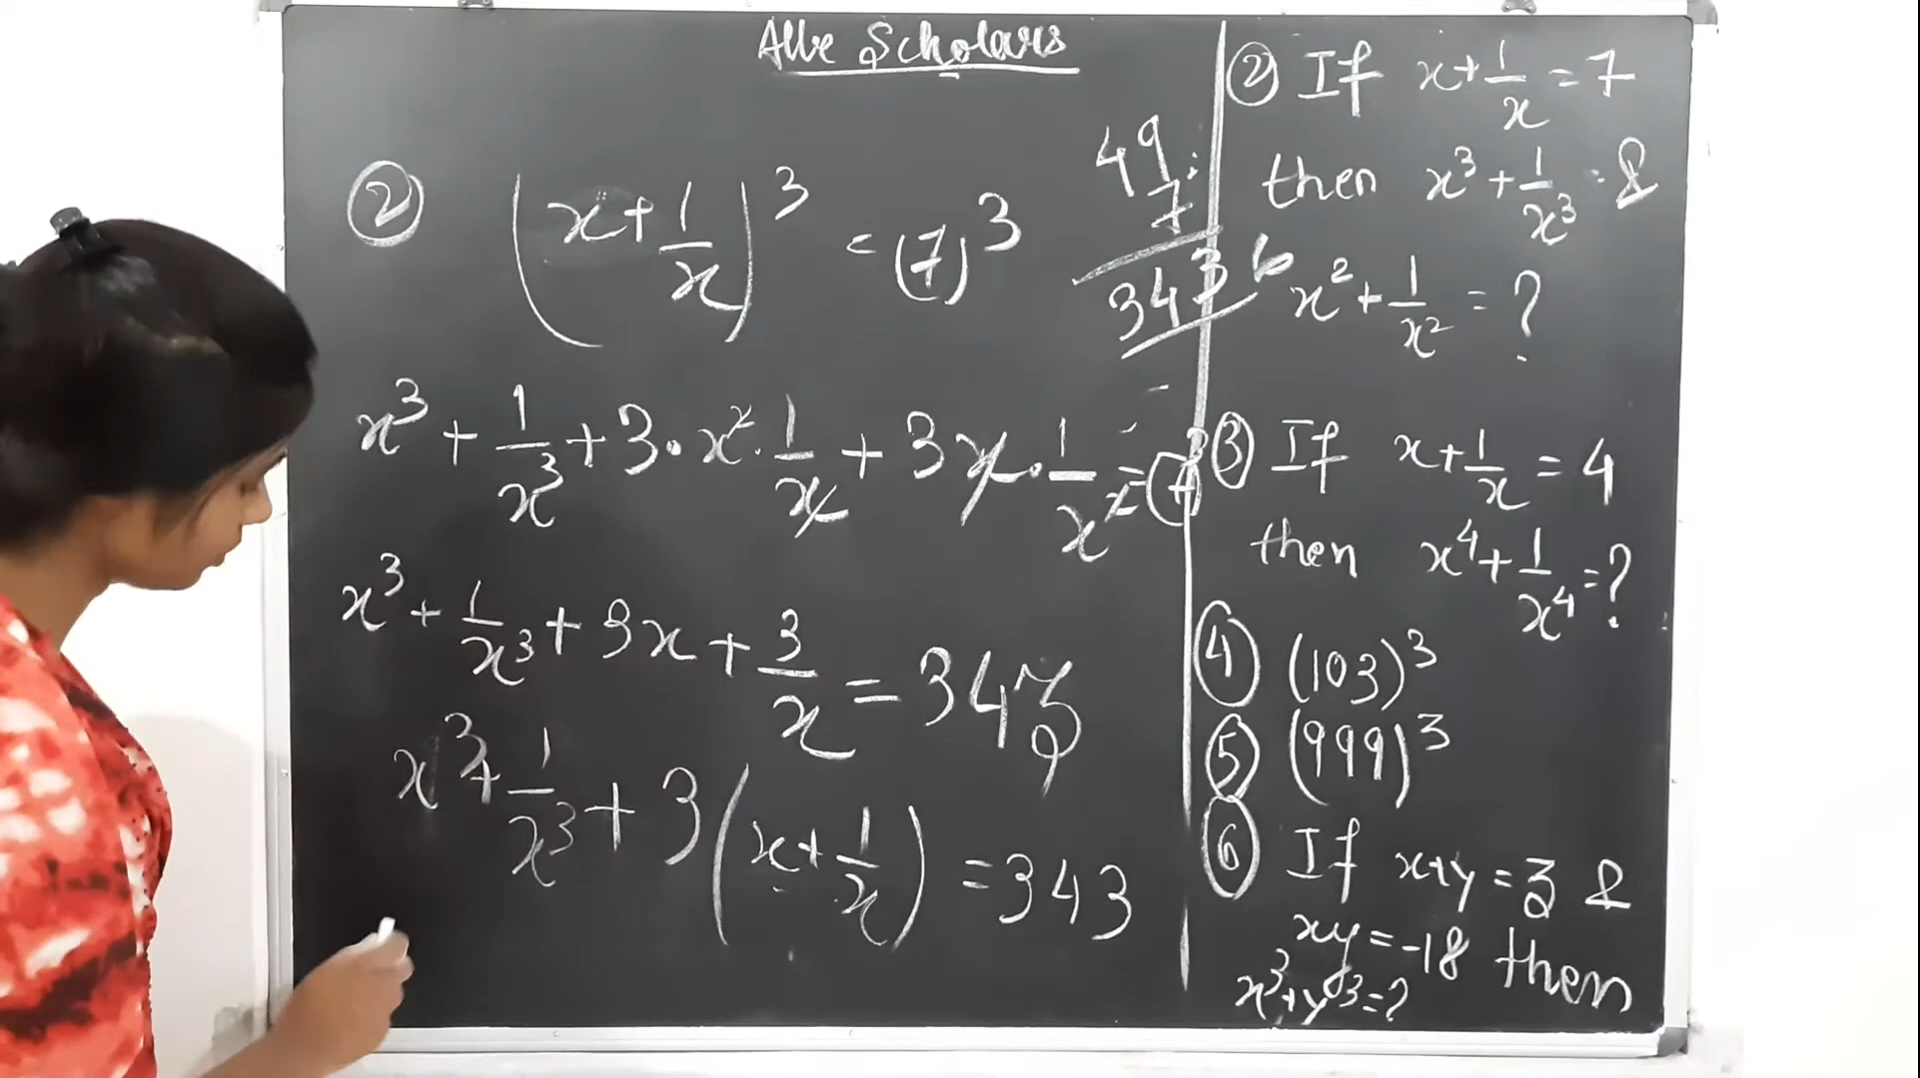 Alle Scholars
② (x+1/x)³ = (7)³
49
7
343
x³ + 1/x³ + 3·x²·1/x + 3x·1/x² = (7)³
x³ + 1/x³ + 3x + 3/x = 343
x³ + 1/x³ + 3(x+1/x) = 343
② If x+1/x = 7
then x³ + 1/x³ = &
x² + 1/x² = ?
③ If x+1/x = 4
then x⁴ + 1/x⁴ = ?
④ (103)³
⑤ (999)³
⑥ If x+y = 3 &
xy = -18 then
x³+y³=?